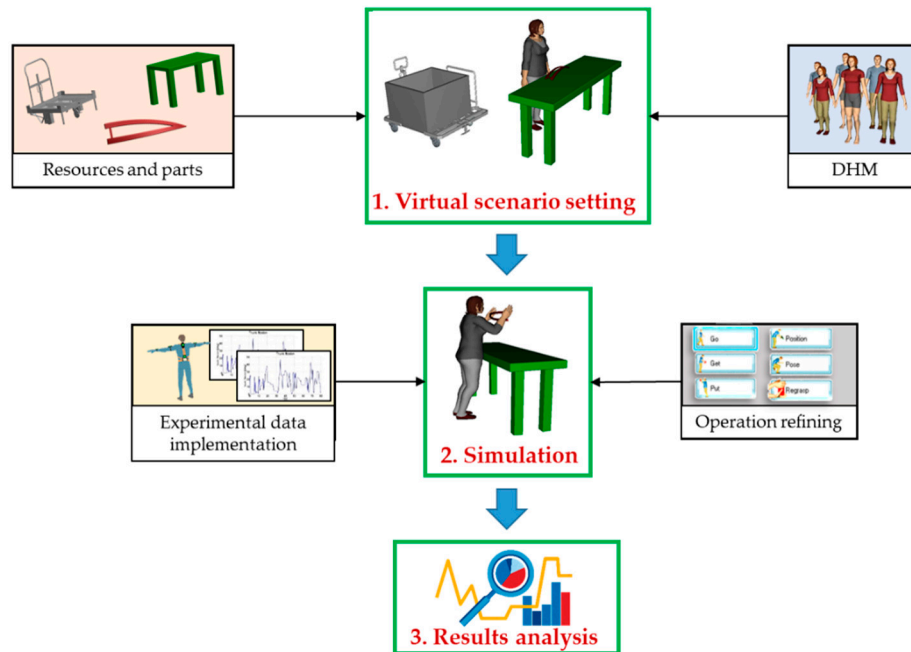 1. Virtual scenario setting
Resources and parts
DHM
Go
Position
Get
Pose
Put
Regrasp
Experimental data
implementation
Operation refining
2. Simulation
3. Results analysis